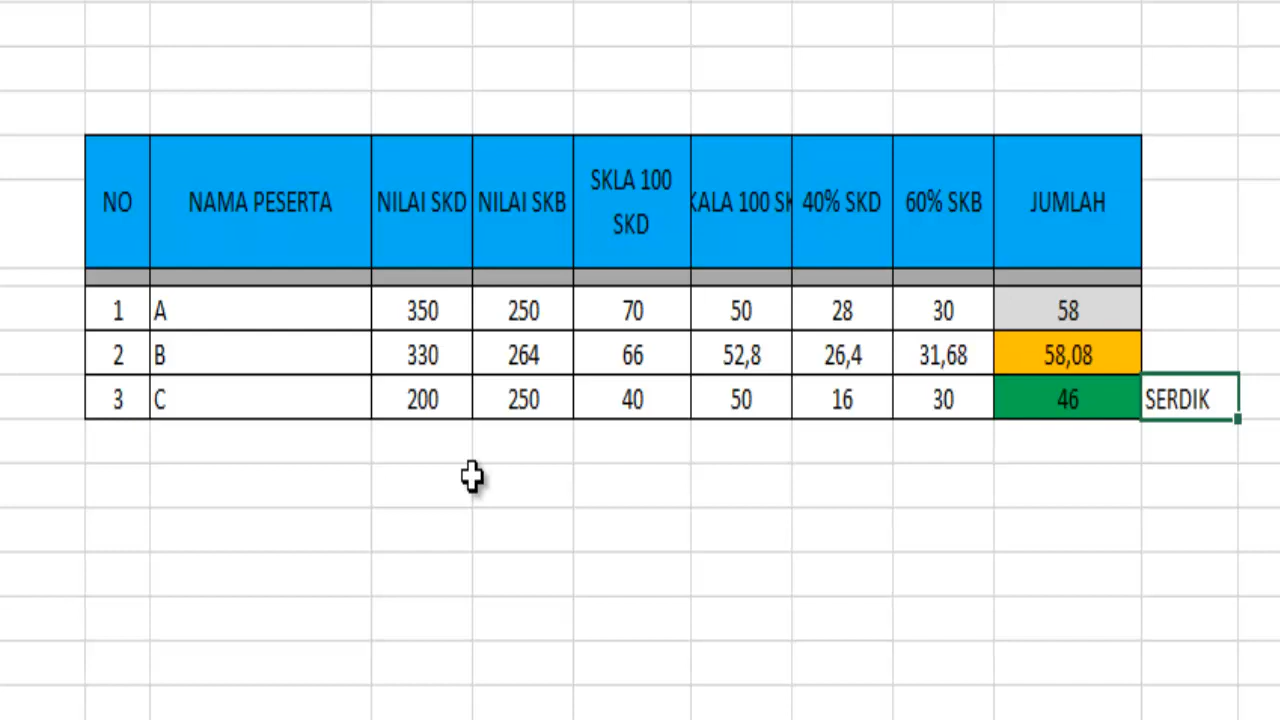 NO NAMA PESERTA NILAI SKD NILAI SKB SKLA 100 SKD KALA 100 SK 40% SKD 60% SKB JUMLAH
1 A 350 250 70 50 28 30 58
2 B 330 264 66 52,8 26,4 31,68 58,08
3 C 200 250 40 50 16 30 46 SERDIK